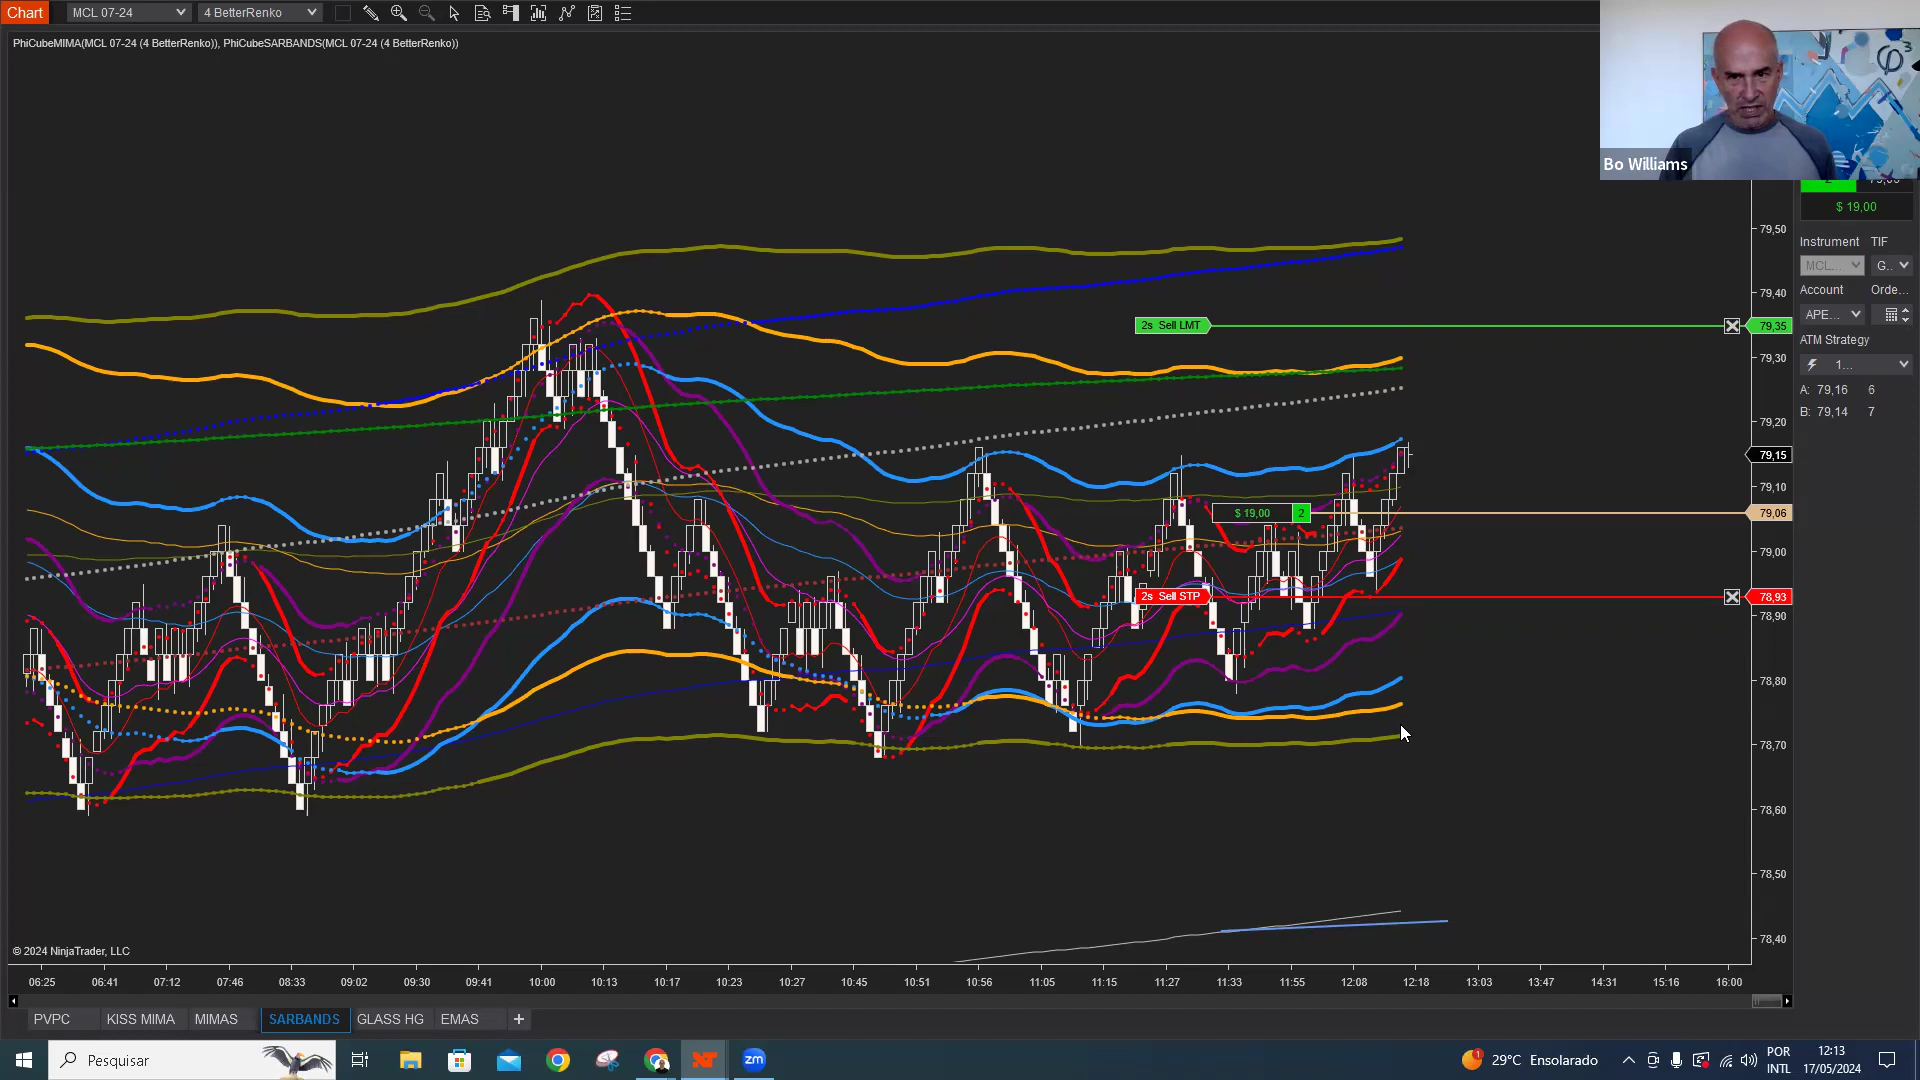 Chart MCL 07-24 4 BetterRenko
PhiCubeMIMA(MCL 07-24 (4 BetterRenko)), PhiCubeSARBANDS(MCL 07-24 (4 BetterRenko))
Bo Williams
$ 19,00
Instrument TIF
MCL... G..
Account Orde...
APE...
ATM Strategy
1...
A: 79,16 6
B: 79,14 7
79,50
79,40
2s Sell LMT 79,35
79,30
79,20
79,15
79,10
$ 19,00 2 79,06
79,00
2s Sell STP 78,93
78,90
78,80
78,70
78,60
78,50
78,40
© 2024 NinjaTrader, LLC
06:25 06:41 07:12 07:46 08:33 09:02 09:30 09:41 10:00 10:13 10:17 10:23 10:27 10:45 10:51 10:56 11:05 11:15 11:27 11:33 11:55 12:08 12:18 13:03 13:47 14:31 15:16 16:00
PVPC KISS MIMA MIMAS SARBANDS GLASS HG EMAS +
Pesquisar
zm
1
29°C Ensolarado
POR
INTL
12:13
17/05/2024